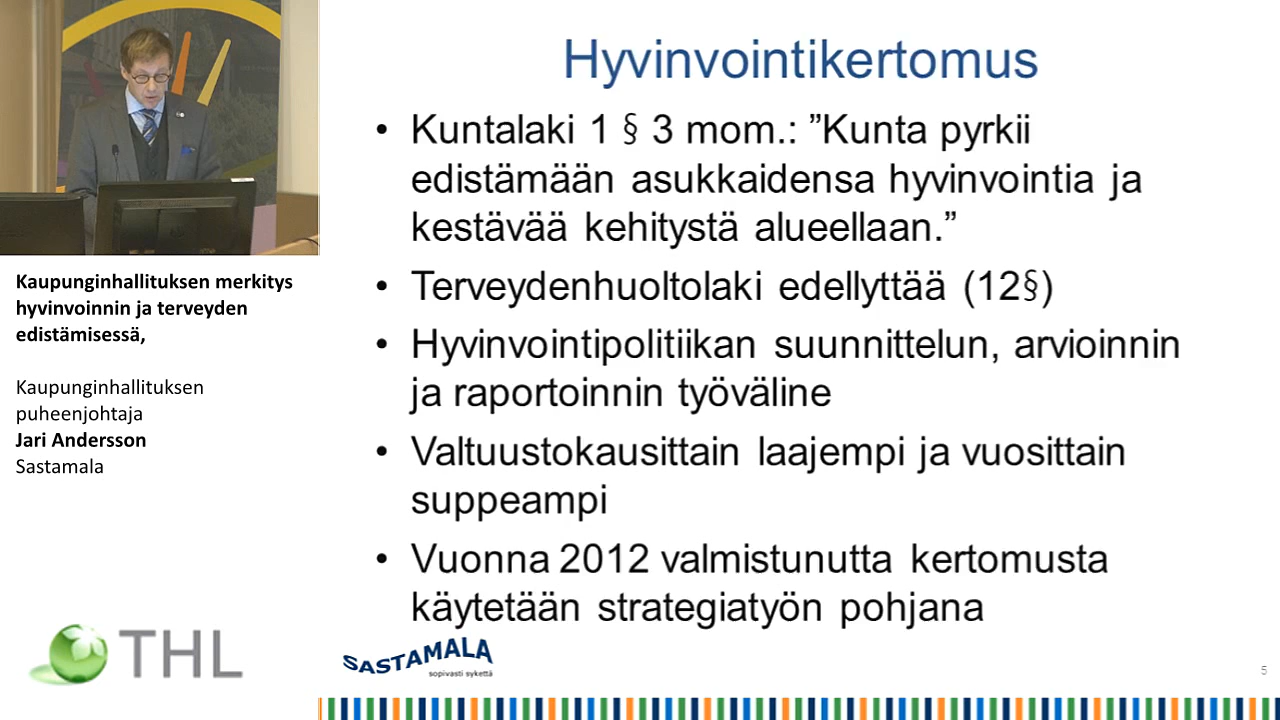 Hyvinvointikertomus
• Kuntalaki 1 § 3 mom.: ”Kunta pyrkii
edistämään asukkaidensa hyvinvointia ja
kestävää kehitystä alueellaan.”
• Terveydenhuoltolaki edellyttää (12§)
• Hyvinvointipolitiikan suunnittelun, arvioinnin
ja raportoinnin työväline
• Valtuustokausittain laajempi ja vuosittain
suppeampi
• Vuonna 2012 valmistunutta kertomusta
käytetään strategiatyön pohjana
Kaupunginhallituksen merkitys
hyvinvoinnin ja terveyden
edistämisessä,
Kaupunginhallituksen
puheenjohtaja
Jari Andersson
Sastamala
THL
SASTAMALA
sopivasti sykettä
5